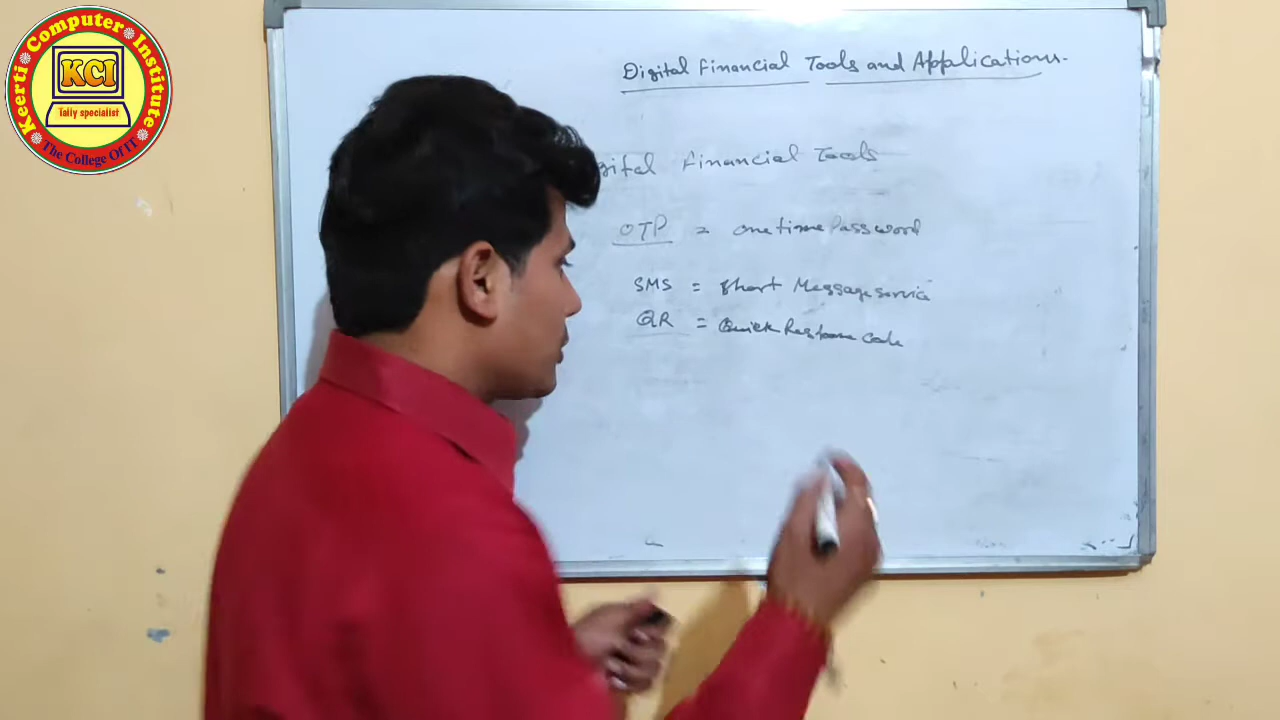 Keerti Computer Institute
KCI
Tally specialist
The College Of IT
Digital Financial Tools and Applications.
gital Financial Tools
OTP = one time Password
SMS = Short Message service
QR = Quick Response code